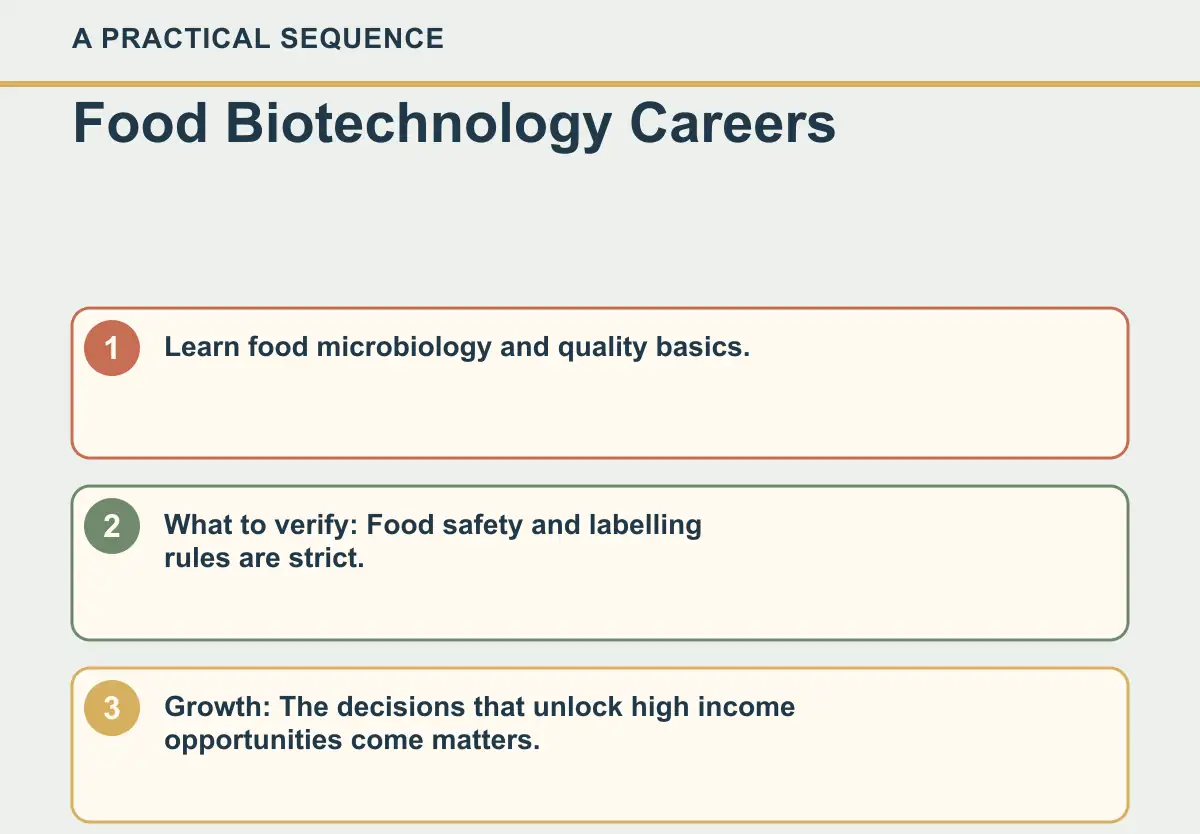 A PRACTICAL SEQUENCE
Food Biotechnology Careers
1
Learn food microbiology and quality basics.
2
What to verify: Food safety and labelling
rules are strict.
3
Growth: The decisions that unlock high income
opportunities come matters.